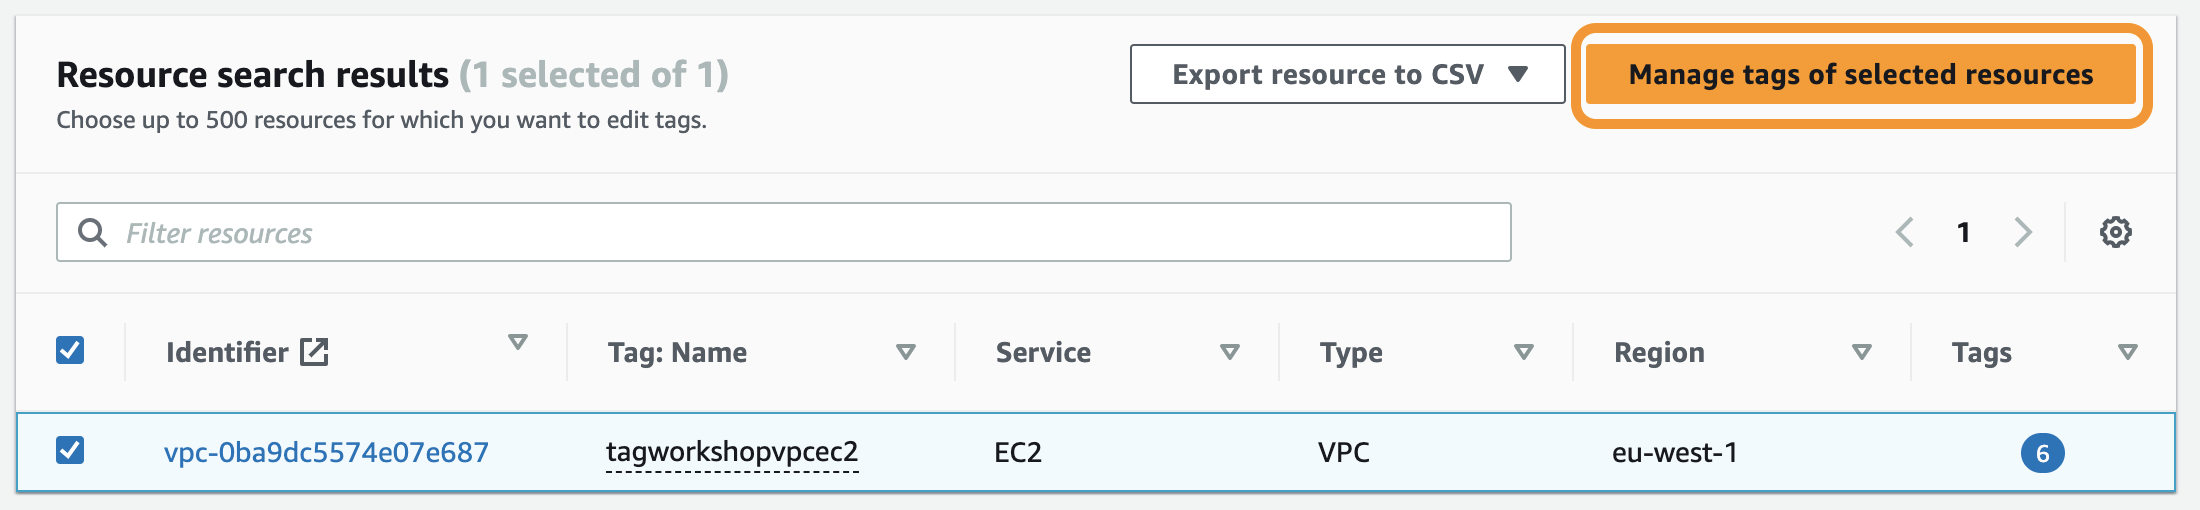 Resource search results (1 selected of 1)
Choose up to 500 resources for which you want to edit tags.
Export resource to CSV
Manage tags of selected resources
Filter resources
1
Identifier Tag: Name Service Type Region Tags
vpc-0ba9dc5574e07e687 tagworkshopvpcec2 EC2 VPC eu-west-1 6